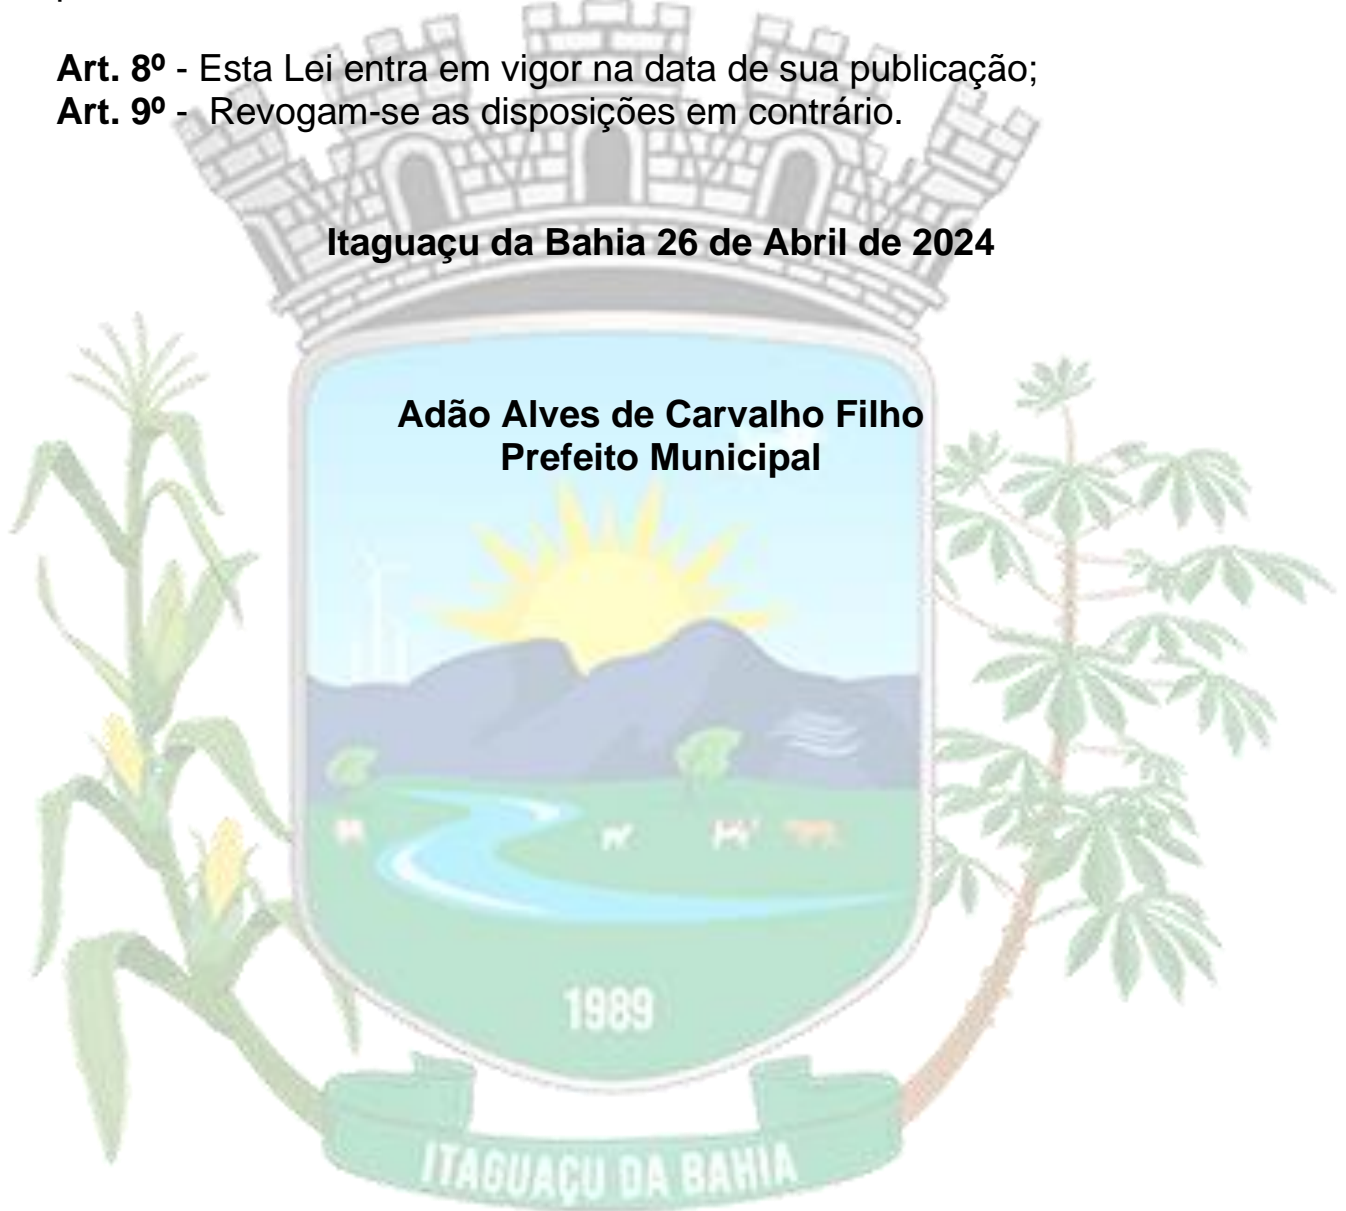 Art. 8º - Esta Lei entra em vigor na data de sua publicação;
Art. 9º - Revogam-se as disposições em contrário.
Itaguaçu da Bahia 26 de Abril de 2024
Adão Alves de Carvalho Filho
Prefeito Municipal
1989
ITAGUAÇU DA BAHIA